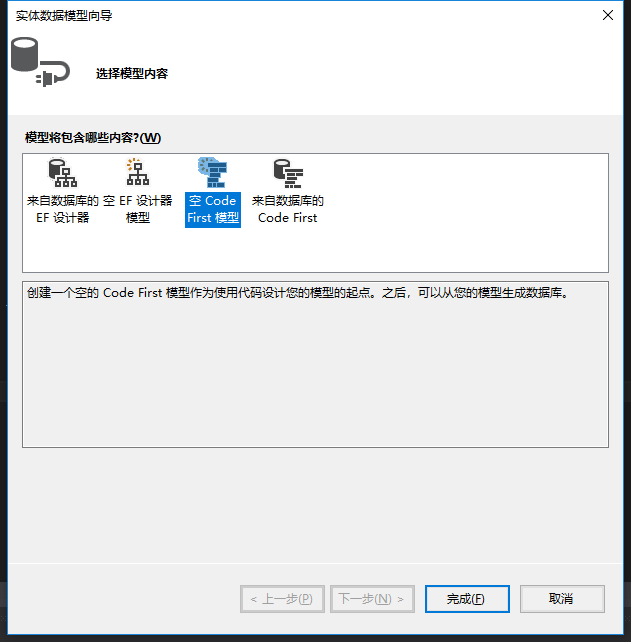 实体数据模型向导
选择模型内容
模型将包含哪些内容?(W)
来自数据库的
EF 设计器
空 EF 设计器
模型
空 Code
First 模型
来自数据库的
Code First
创建一个空的 Code First 模型作为使用代码设计您的模型的起点。之后，可以从您的模型生成数据库。
< 上一步(P)
下一步(N) >
完成(F)
取消